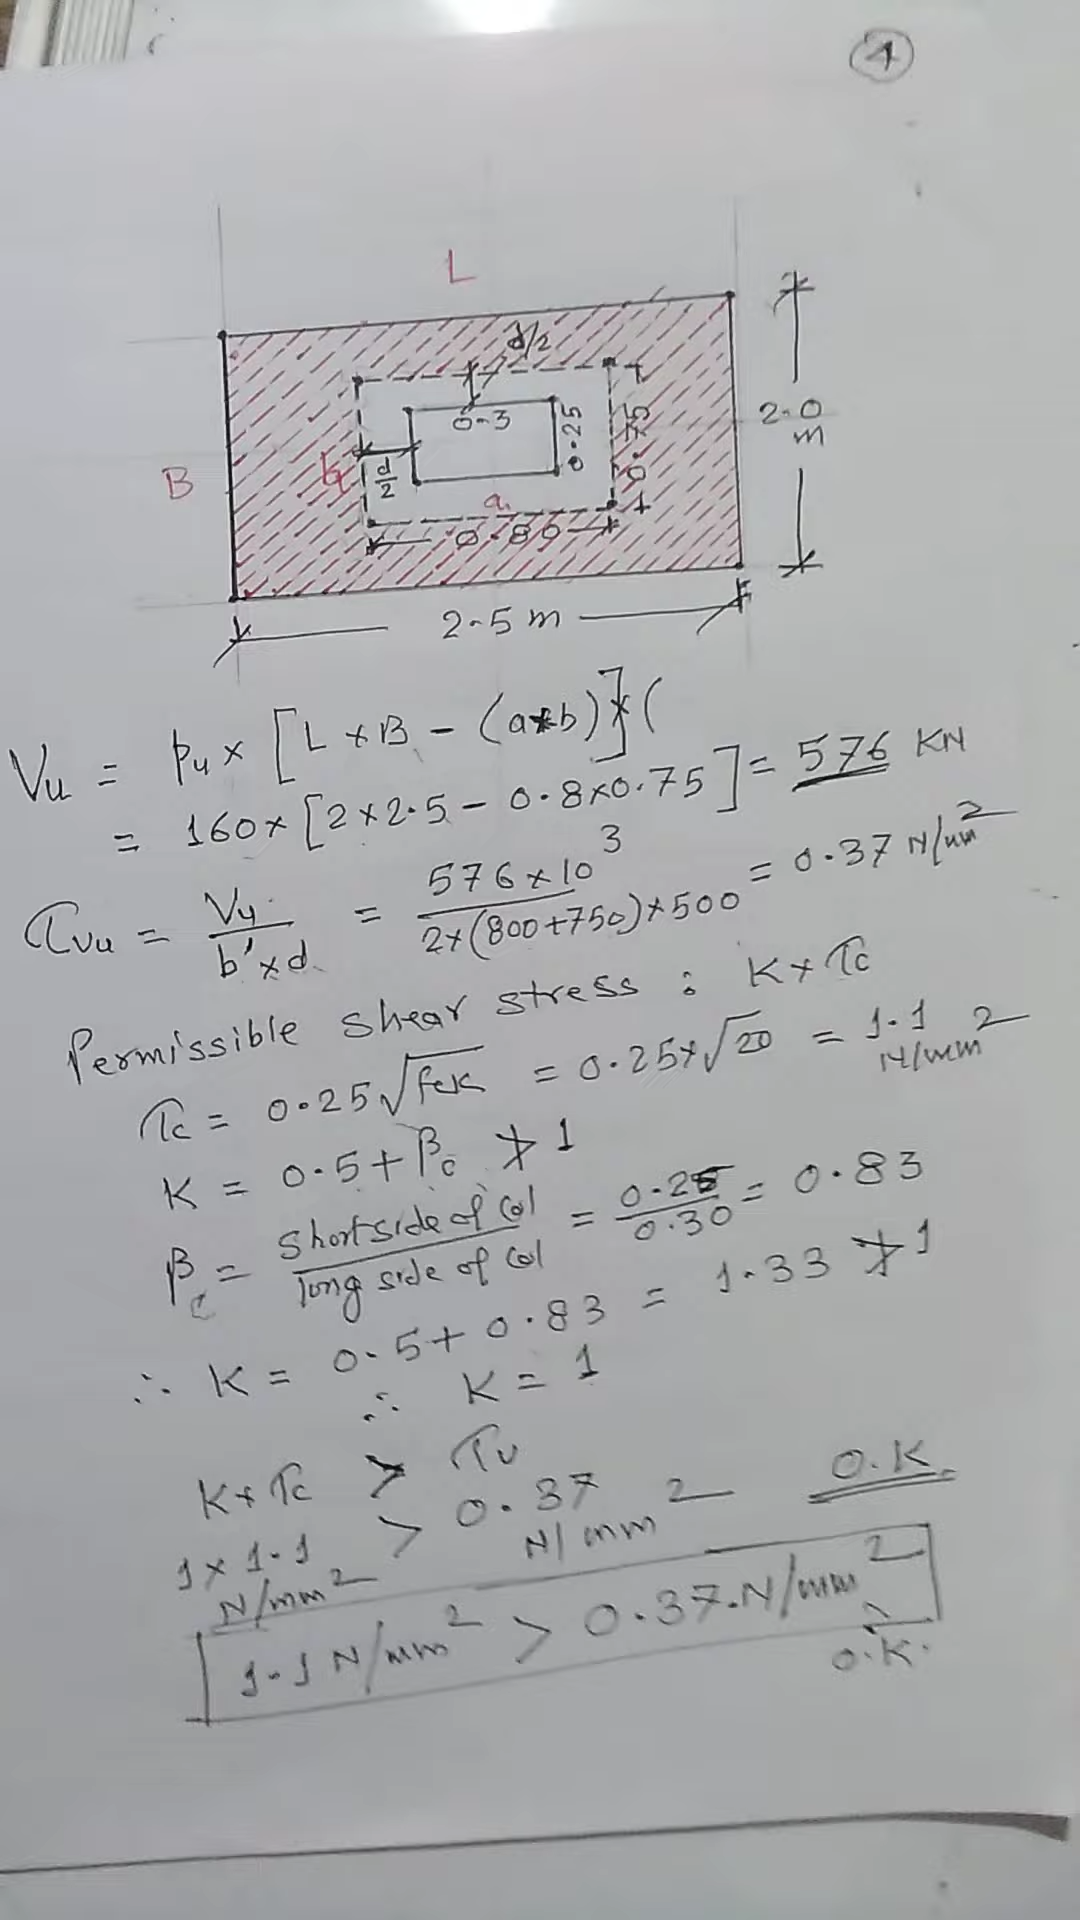 1
L
d/2
0.3
0.25
0.75
2.0
m
B
b
d/2
a
0.80
2.5 m
Vu = pu × [L × B - (a*b)] × (
= 160 × [2 × 2.5 - 0.8×0.75] = 576 KN
τvu = Vu / b'×d = 576 × 10³ / 2×(800+750)×500 = 0.37 N/mm²
Permissible shear stress : K × τc
τc = 0.25√fck = 0.25×√20 = 1.1 N/mm²
K = 0.5 + βc ≯ 1
βc = Short side of Col / long side of Col = 0.25 / 0.30 = 0.83
∴ K = 0.5 + 0.83 = 1.33 ≯ 1
∴ K = 1
K × τc > τv
1 × 1.1 N/mm² > 0.37 N/mm² O.K.
1.1 N/mm² > 0.37.N/mm²
O.K.